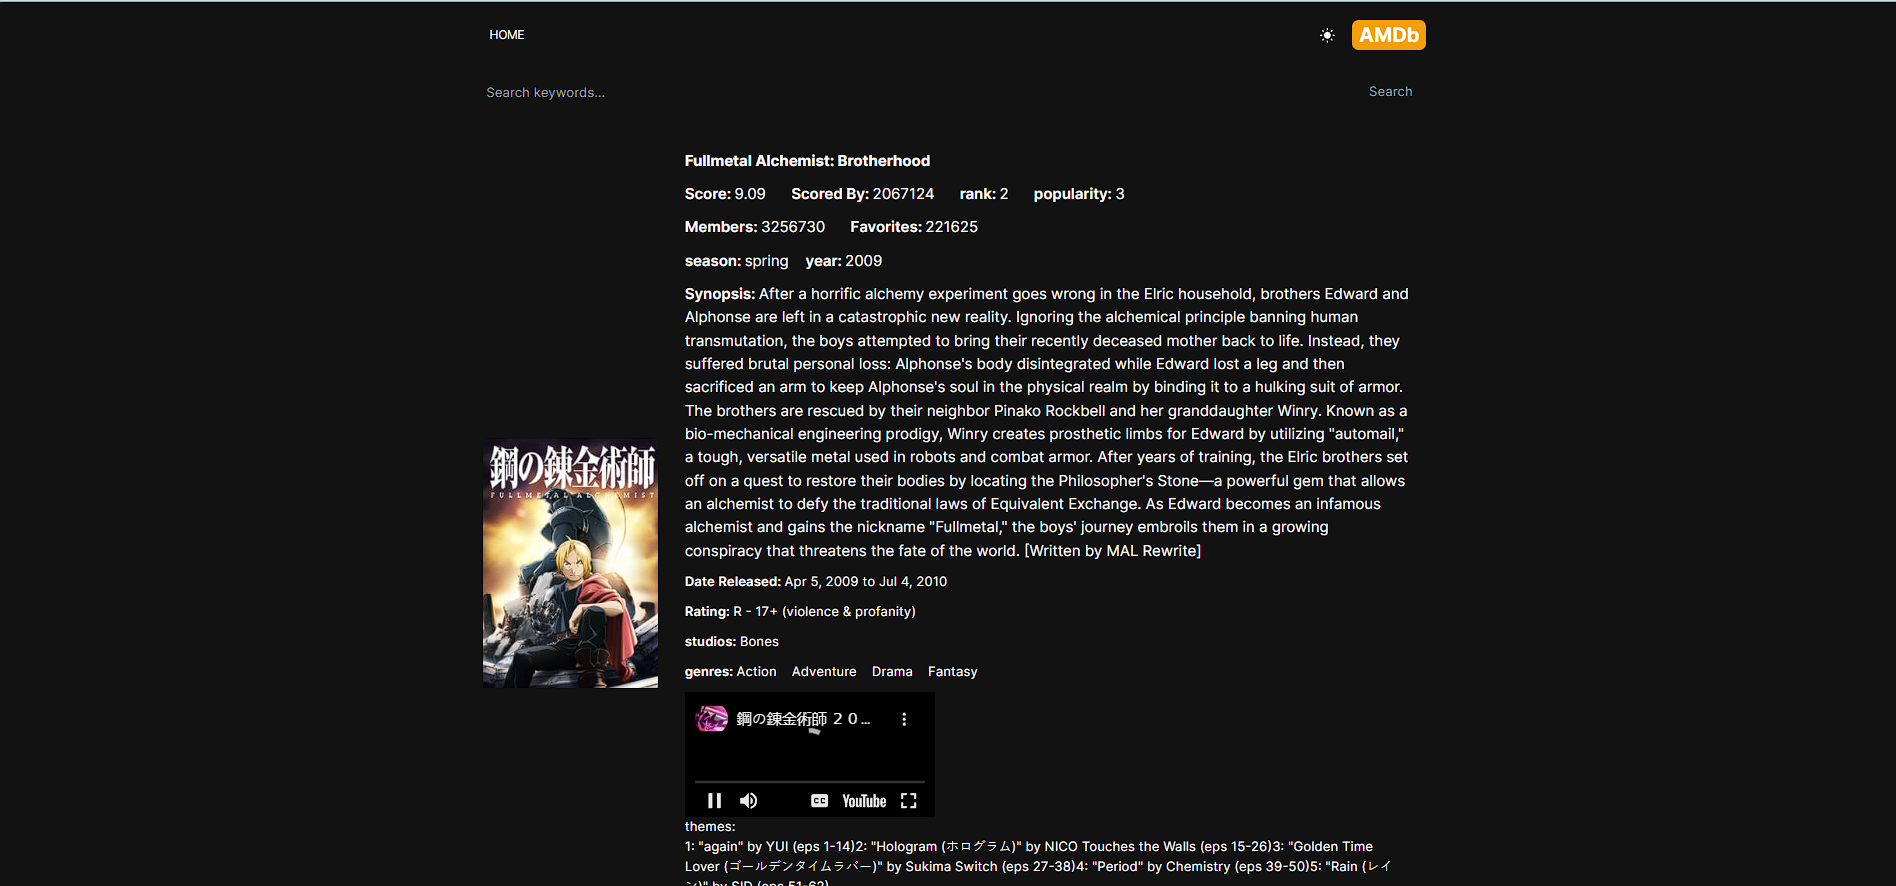 HOME
AMDb
Search keywords...
Search
Fullmetal Alchemist: Brotherhood
Score: 9.09 Scored By: 2067124 rank: 2 popularity: 3
Members: 3256730 Favorites: 221625
season: spring year: 2009
Synopsis: After a horrific alchemy experiment goes wrong in the Elric household, brothers Edward and
Alphonse are left in a catastrophic new reality. Ignoring the alchemical principle banning human
transmutation, the boys attempted to bring their recently deceased mother back to life. Instead, they
suffered brutal personal loss: Alphonse's body disintegrated while Edward lost a leg and then
sacrificed an arm to keep Alphonse's soul in the physical realm by binding it to a hulking suit of armor.
The brothers are rescued by their neighbor Pinako Rockbell and her granddaughter Winry. Known as a
bio-mechanical engineering prodigy, Winry creates prosthetic limbs for Edward by utilizing "automail,"
a tough, versatile metal used in robots and combat armor. After years of training, the Elric brothers set
off on a quest to restore their bodies by locating the Philosopher's Stone—a powerful gem that allows
an alchemist to defy the traditional laws of Equivalent Exchange. As Edward becomes an infamous
alchemist and gains the nickname "Fullmetal," the boys' journey embroils them in a growing
conspiracy that threatens the fate of the world. [Written by MAL Rewrite]
鋼の錬金術師
FULLMETAL ALCHEMIST
Date Released: Apr 5, 2009 to Jul 4, 2010
Rating: R - 17+ (violence & profanity)
studios: Bones
genres: Action Adventure Drama Fantasy
鋼の錬金術師 ２０...
CC YouTube
themes:
1: "again" by YUI (eps 1-14)2: "Hologram (ホログラム)" by NICO Touches the Walls (eps 15-26)3: "Golden Time
Lover (ゴールデンタイムラバー)" by Sukima Switch (eps 27-38)4: "Period" by Chemistry (eps 39-50)5: "Rain (レイ
ン)" by SID (eps 51-62)